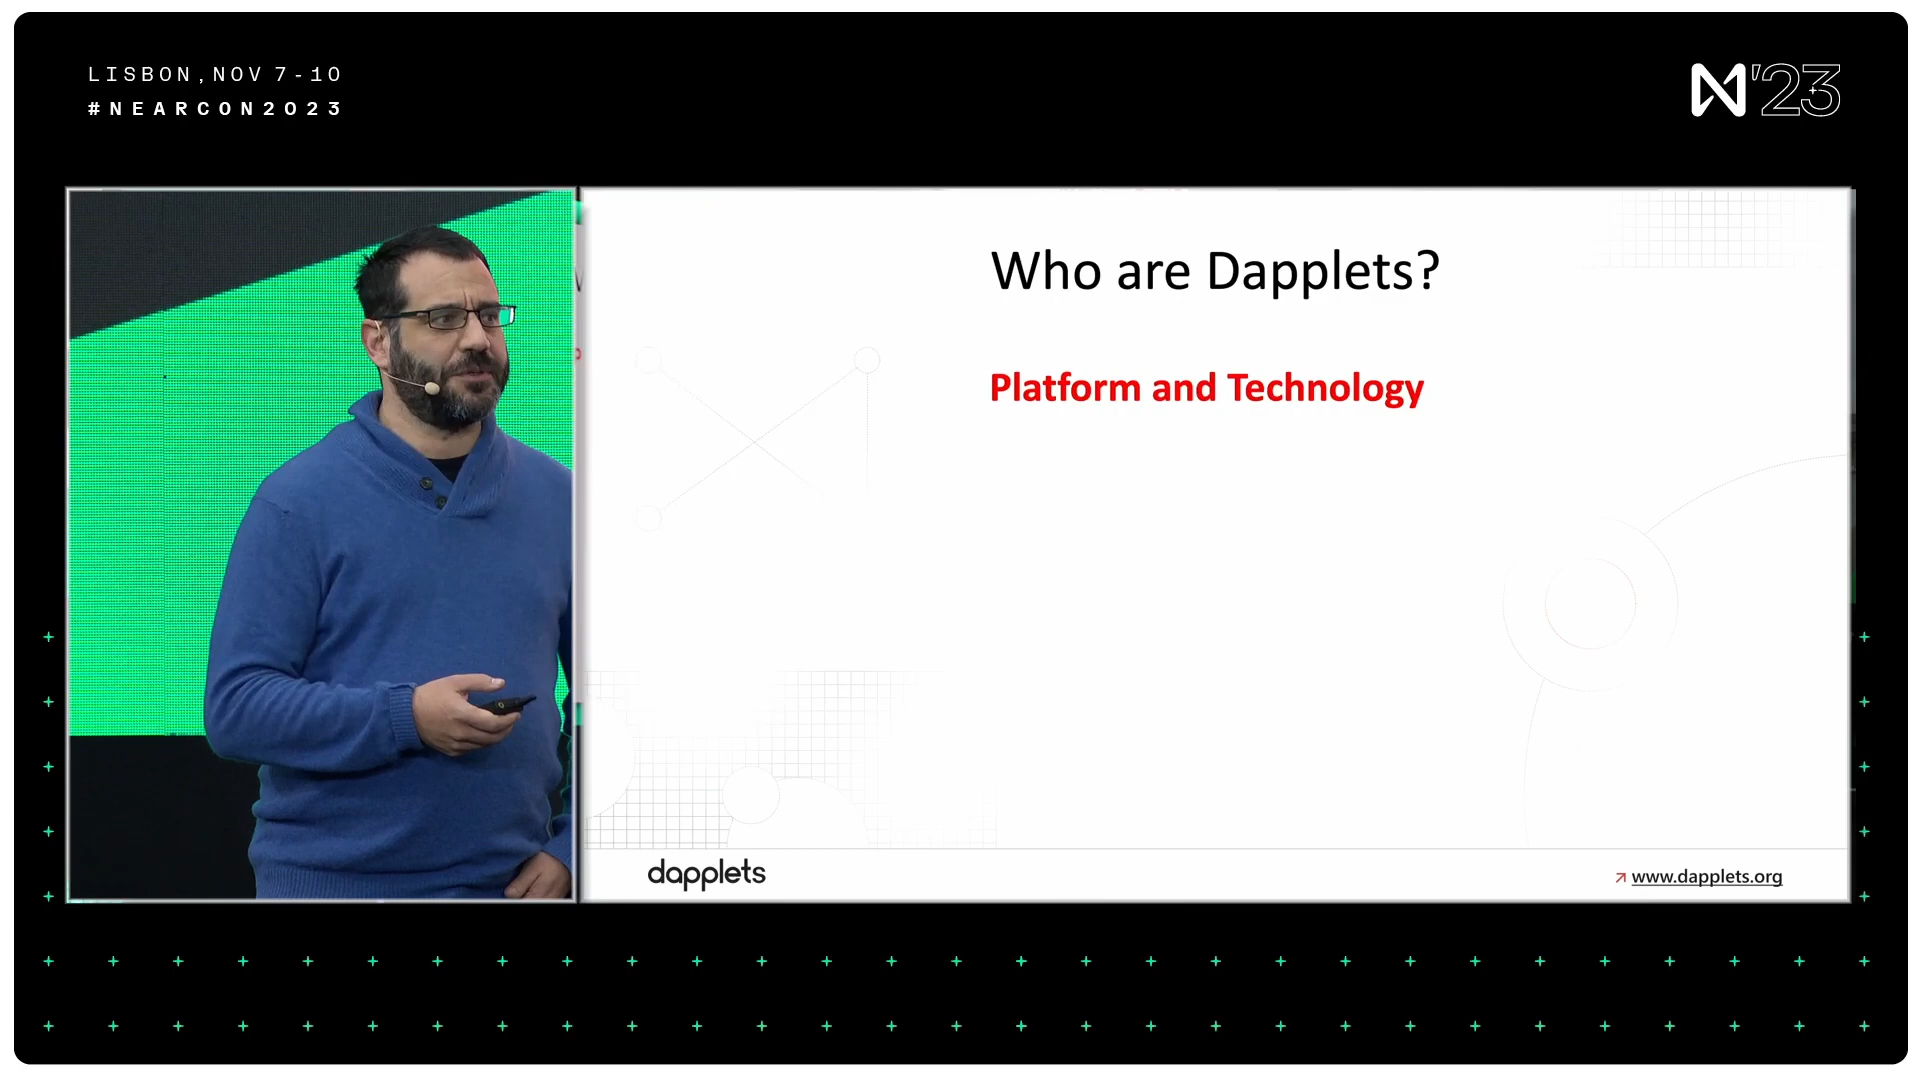 LISBON, NOV 7-10
#NEARCON2023
N'23
Who are Dapplets?
Platform and Technology
dapplets
www.dapplets.org